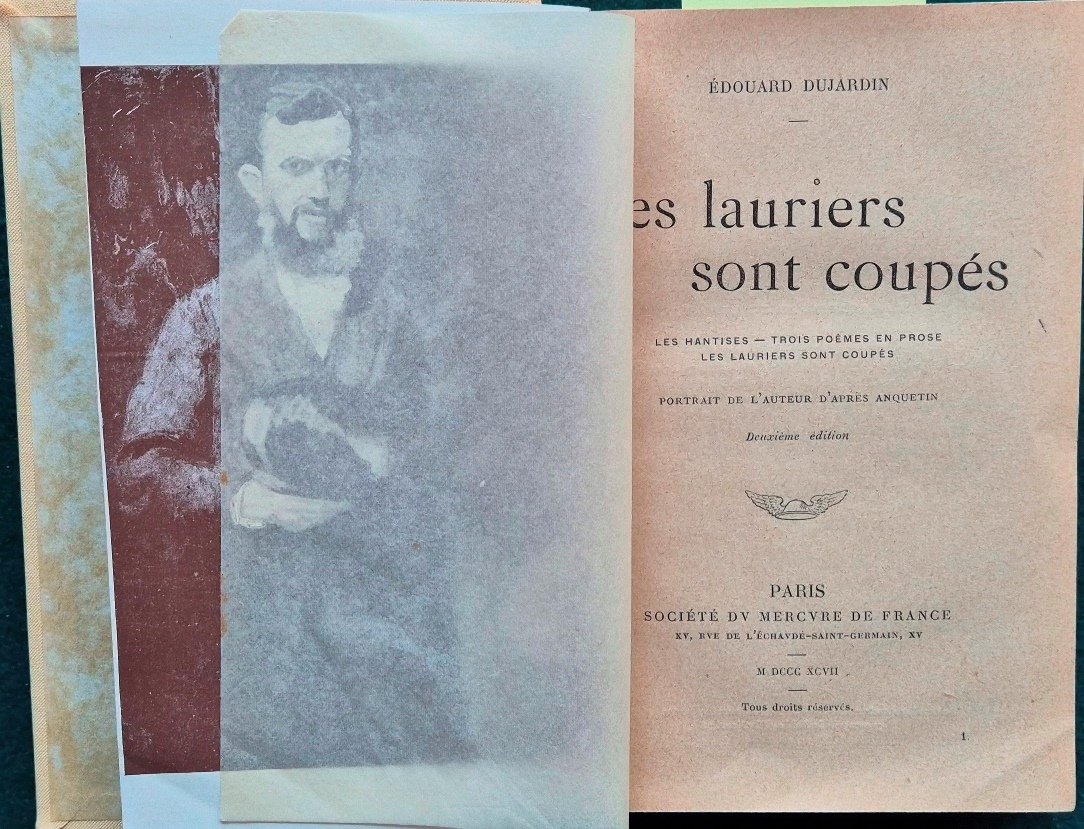 ÉDOUARD DUJARDIN
es lauriers
sont coupés
LES HANTISES — TROIS POÈMES EN PROSE
LES LAURIERS SONT COUPÉS
PORTRAIT DE L'AUTEUR D'APRÈS ANQUETIN
Deuxième édition
PARIS
SOCIÉTÉ DV MERCVRE DE FRANCE
XV, RVE DE L'ÉCHAVDÉ-SAINT-GERMAIN, XV
M DCCC XCVII
Tous droits réservés.
1